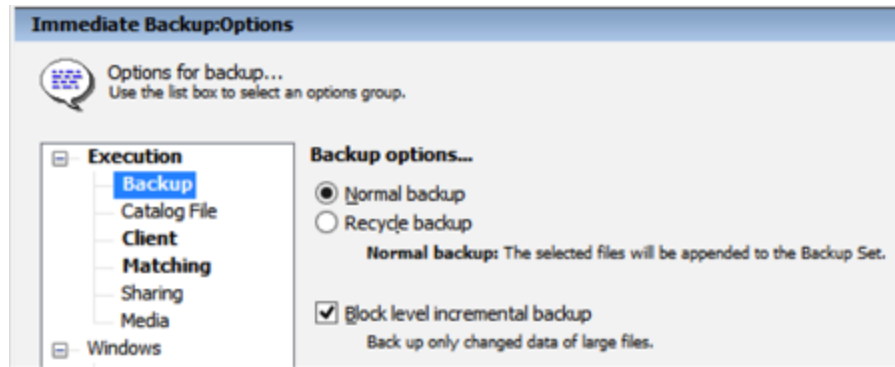 Immediate Backup:Options
Options for backup...
Use the list box to select an options group.
Execution
Backup
Catalog File
Client
Matching
Sharing
Media
Windows
Backup options...
Normal backup
Recycle backup
Normal backup: The selected files will be appended to the Backup Set.
Block level incremental backup
Back up only changed data of large files.